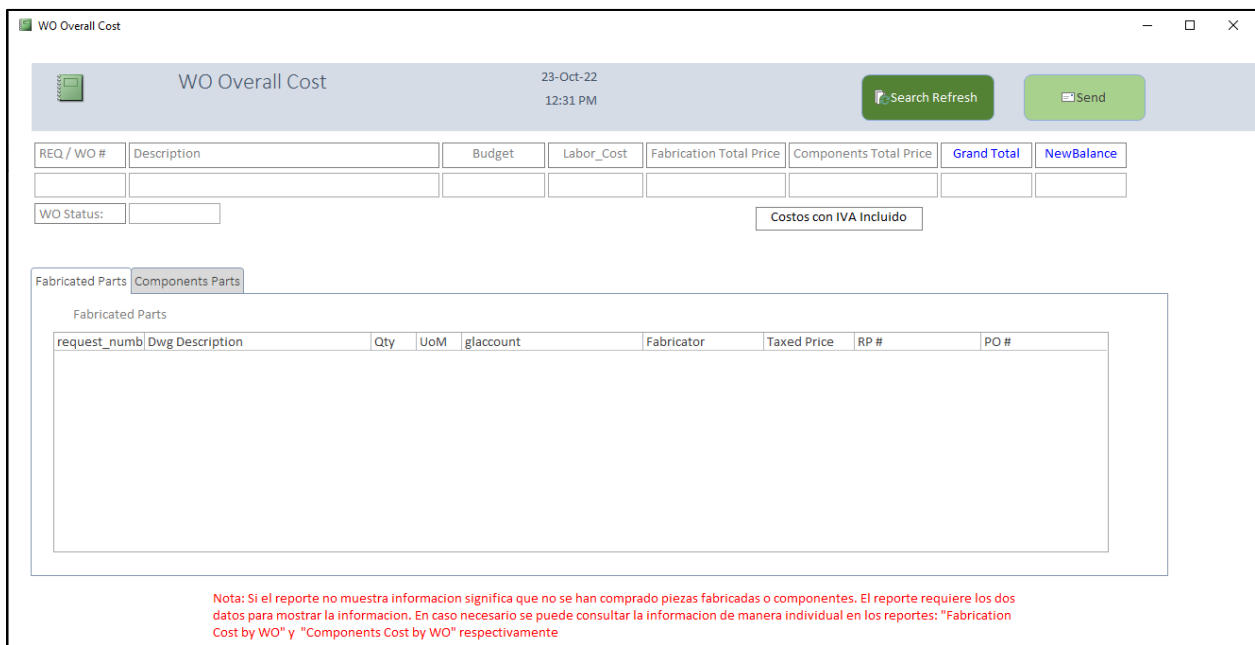 WO Overall Cost
WO Overall Cost
23-Oct-22
12:31 PM
Search Refresh
Send
REQ / WO # Description Budget Labor_Cost Fabrication Total Price Components Total Price Grand Total NewBalance
WO Status:
Costos con IVA Incluido
Fabricated Parts Components Parts
Fabricated Parts
request_numb Dwg Description Qty UoM glaccount Fabricator Taxed Price RP # PO #
Nota: Si el reporte no muestra informacion significa que no se han comprado piezas fabricadas o componentes. El reporte requiere los dos
datos para mostrar la informacion. En caso necesario se puede consultar la informacion de manera individual en los reportes: "Fabrication
Cost by WO" y "Components Cost by WO" respectivamente